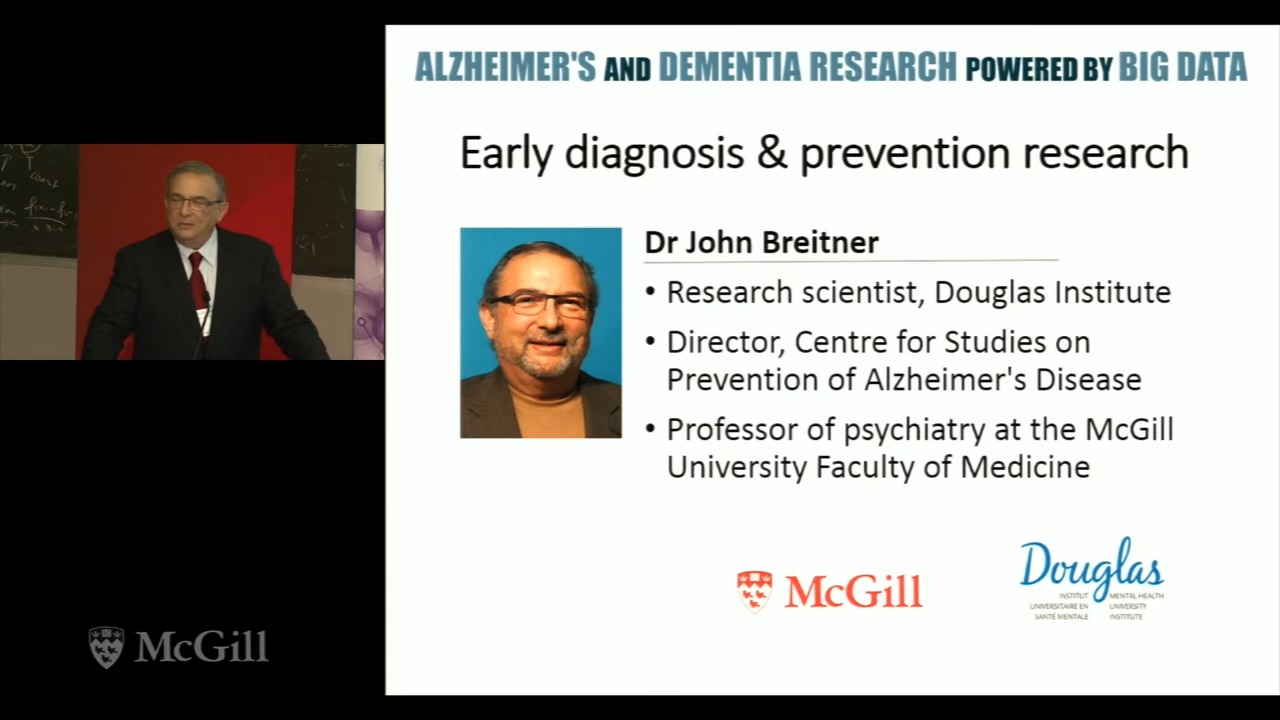 ALZHEIMER'S AND DEMENTIA RESEARCH POWERED BY BIG DATA
Early diagnosis & prevention research
Dr John Breitner
• Research scientist, Douglas Institute
• Director, Centre for Studies on
Prevention of Alzheimer's Disease
• Professor of psychiatry at the McGill
University Faculty of Medicine
McGill
Douglas
INSTITUT
UNIVERSITAIRE EN
SANTÉ MENTALE
MENTAL HEALTH
UNIVERSITY
INSTITUTE
McGill